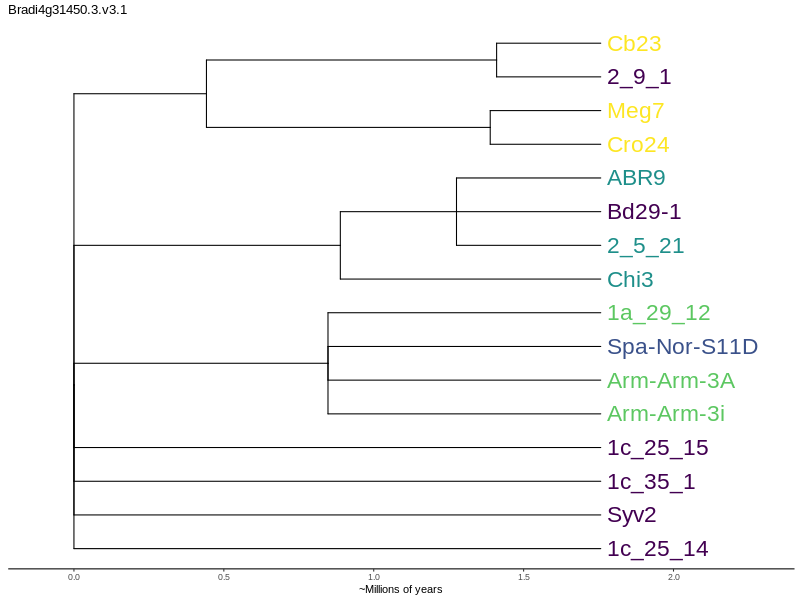 Bradi4g31450.3.v3.1
Cb23
2_9_1
Meg7
Cro24
ABR9
Bd29-1
2_5_21
Chi3
1a_29_12
Spa-Nor-S11D
Arm-Arm-3A
Arm-Arm-3i
1c_25_15
1c_35_1
Syv2
1c_25_14
0.0 0.5 1.0 1.5 2.0
~Millions of years